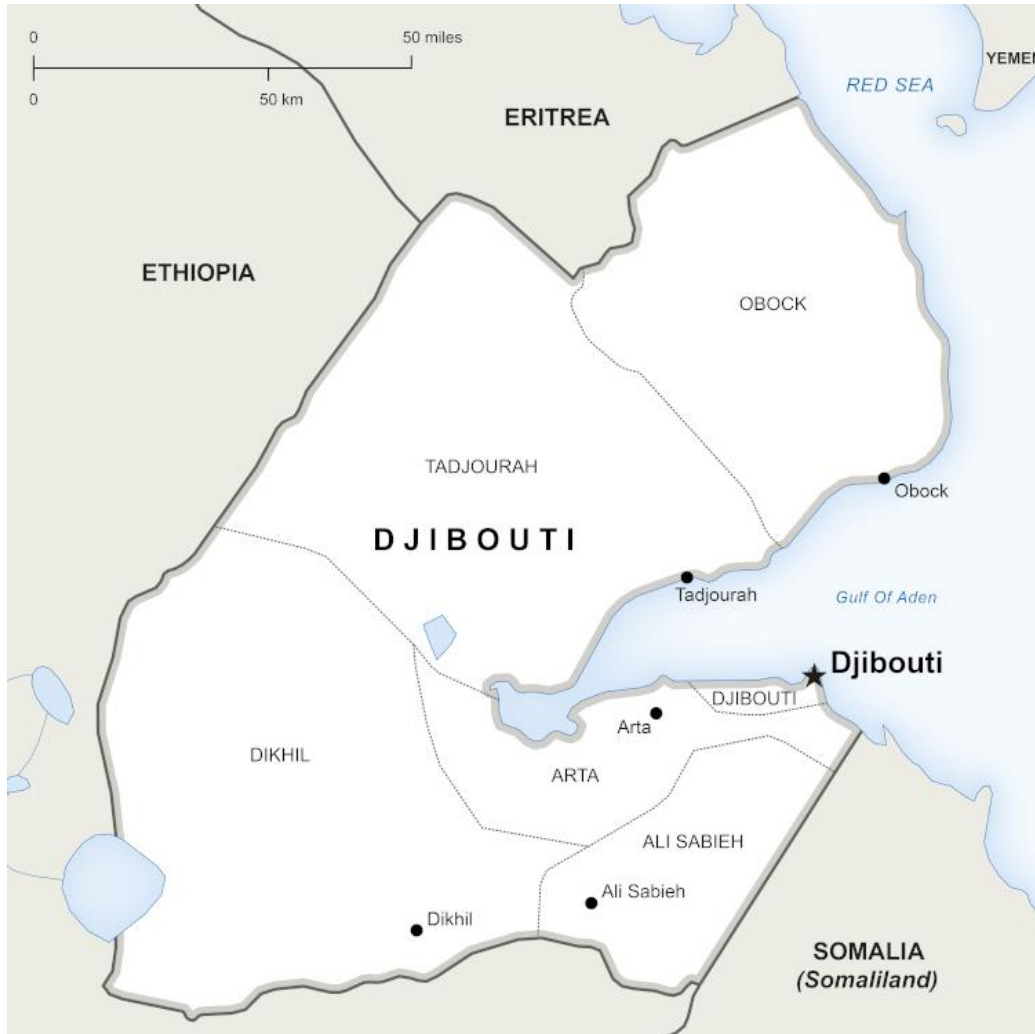 0
50 miles
0
50 km
YEMEN
RED SEA
ERITREA
ETHIOPIA
OBOCK
TADJOURAH
Obock
DJIBOUTI
Tadjourah
Gulf Of Aden
Djibouti
DJIBOUTI
Arta
DIKHIL
ARTA
ALI SABIEH
Ali Sabieh
Dikhil
SOMALIA
(Somaliland)